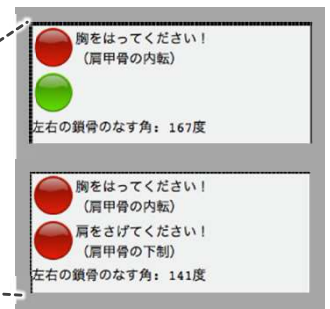 胸をはってください！
（肩甲骨の内転）
左右の鎖骨のなす角：167度
胸をはってください！
（肩甲骨の内転）
肩をさげてください！
（肩甲骨の下制）
左右の鎖骨のなす角：141度